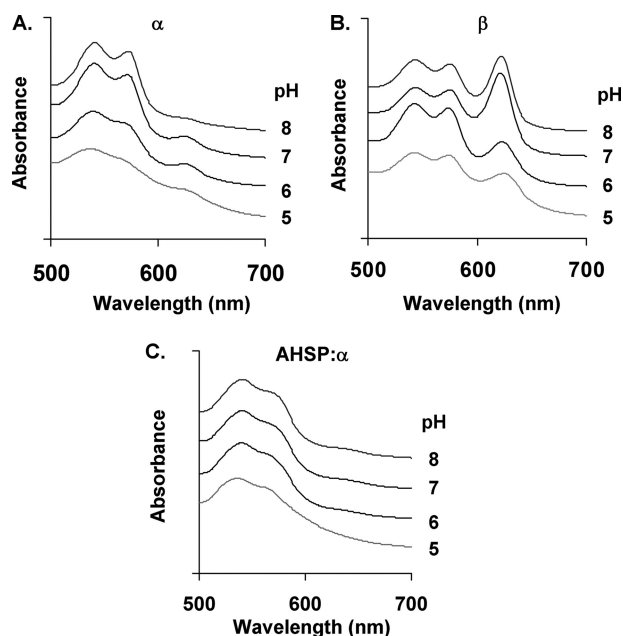 A.
α
Absorbance
pH
8
7
6
5
500
600
700
Wavelength (nm)
B.
β
Absorbance
pH
8
7
6
5
500
600
700
Wavelength (nm)
C.
AHSP:α
Absorbance
pH
8
7
6
5
500
600
700
Wavelength (nm)